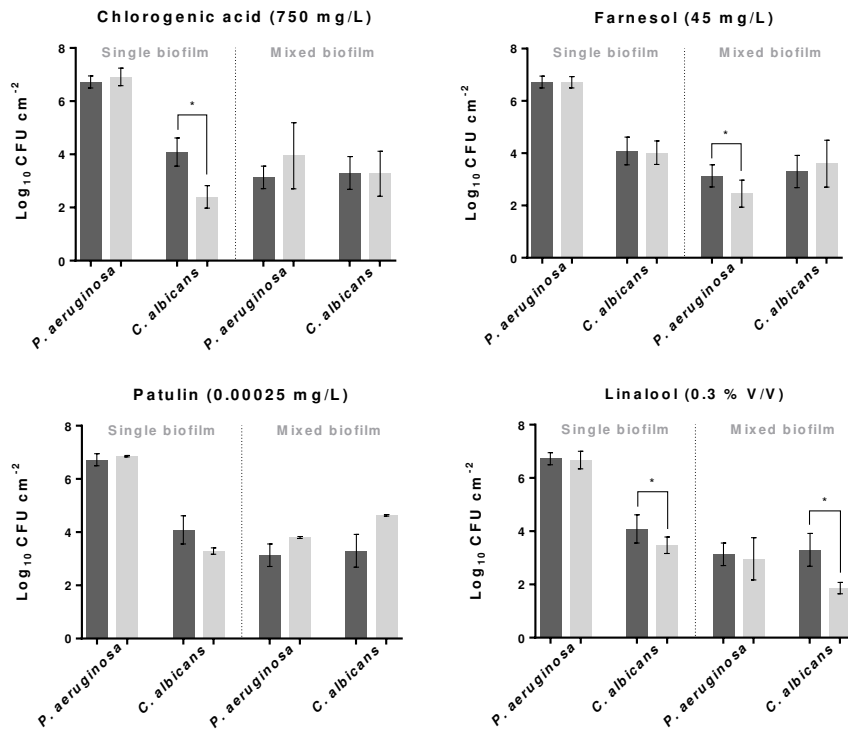 Chlorogenic acid (750 mg/L)
Single biofilm Mixed biofilm
Log10 CFU cm-2
8
6
4
2
0
*
P. aeruginosa
C. albicans
P. aeruginosa
C. albicans
Farnesol (45 mg/L)
Single biofilm Mixed biofilm
Log10 CFU cm-2
8
6
4
2
0
*
P. aeruginosa
C. albicans
P. aeruginosa
C. albicans
Patulin (0.00025 mg/L)
Single biofilm Mixed biofilm
Log10 CFU cm-2
8
6
4
2
0
P. aeruginosa
C. albicans
P. aeruginosa
C. albicans
Linalool (0.3 % V/V)
Single biofilm Mixed biofilm
Log10 CFU cm-2
8
6
4
2
0
*
*
P. aeruginosa
C. albicans
P. aeruginosa
C. albicans